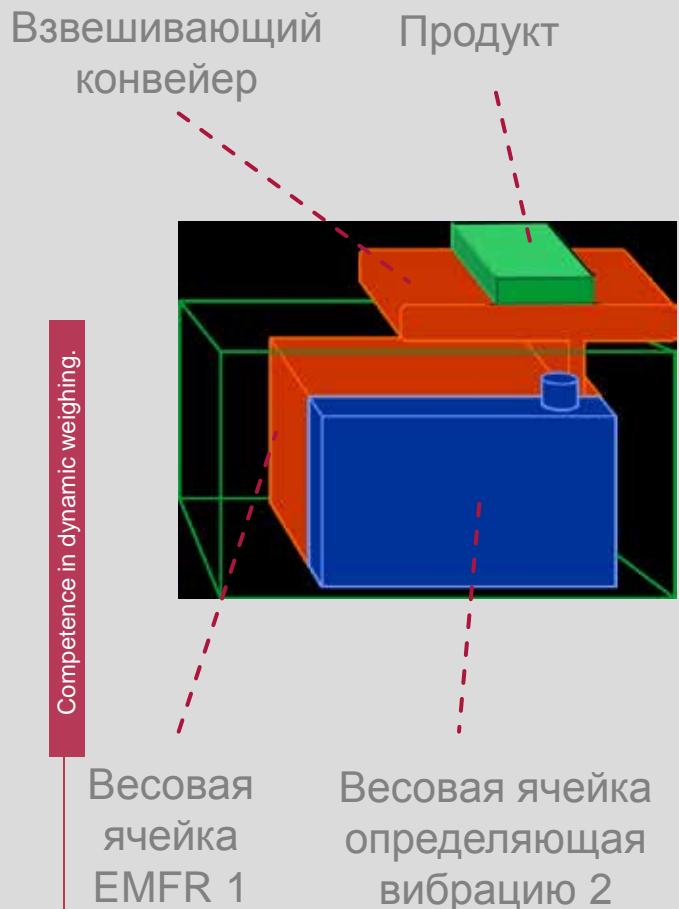 Взвешивающий
конвейер
Продукт
Competence in dynamic weighing.
Весовая
ячейка
EMFR 1
Весовая ячейка
определяющая
вибрацию 2